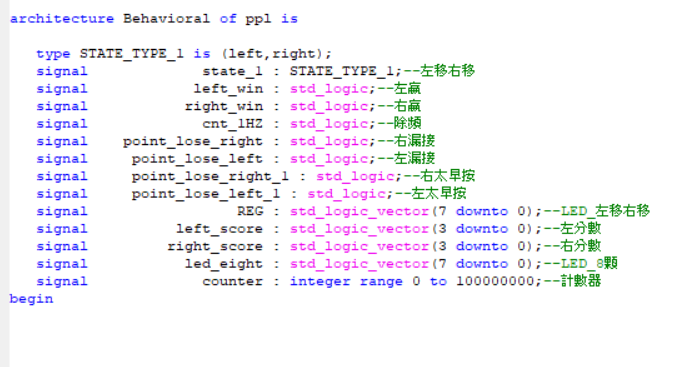 architecture Behavioral of ppl is
type STATE_TYPE_1 is (left,right);
signal state_1 : STATE_TYPE_1;--左移右移
signal left_win : std_logic;--左贏
signal right_win : std_logic;--右贏
signal cnt_1HZ : std_logic;--除頻
signal point_lose_right : std_logic;--右漏接
signal point_lose_left : std_logic;--左漏接
signal point_lose_right_1 : std_logic;--右太早按
signal point_lose_left_1 : std_logic;--左太早按
signal REG : std_logic_vector(7 downto 0);--LED_左移右移
signal left_score : std_logic_vector(3 downto 0);--左分數
signal right_score : std_logic_vector(3 downto 0);--右分數
signal led_eight : std_logic_vector(7 downto 0);--LED_8顆
signal counter : integer range 0 to 100000000;--計數器
begin